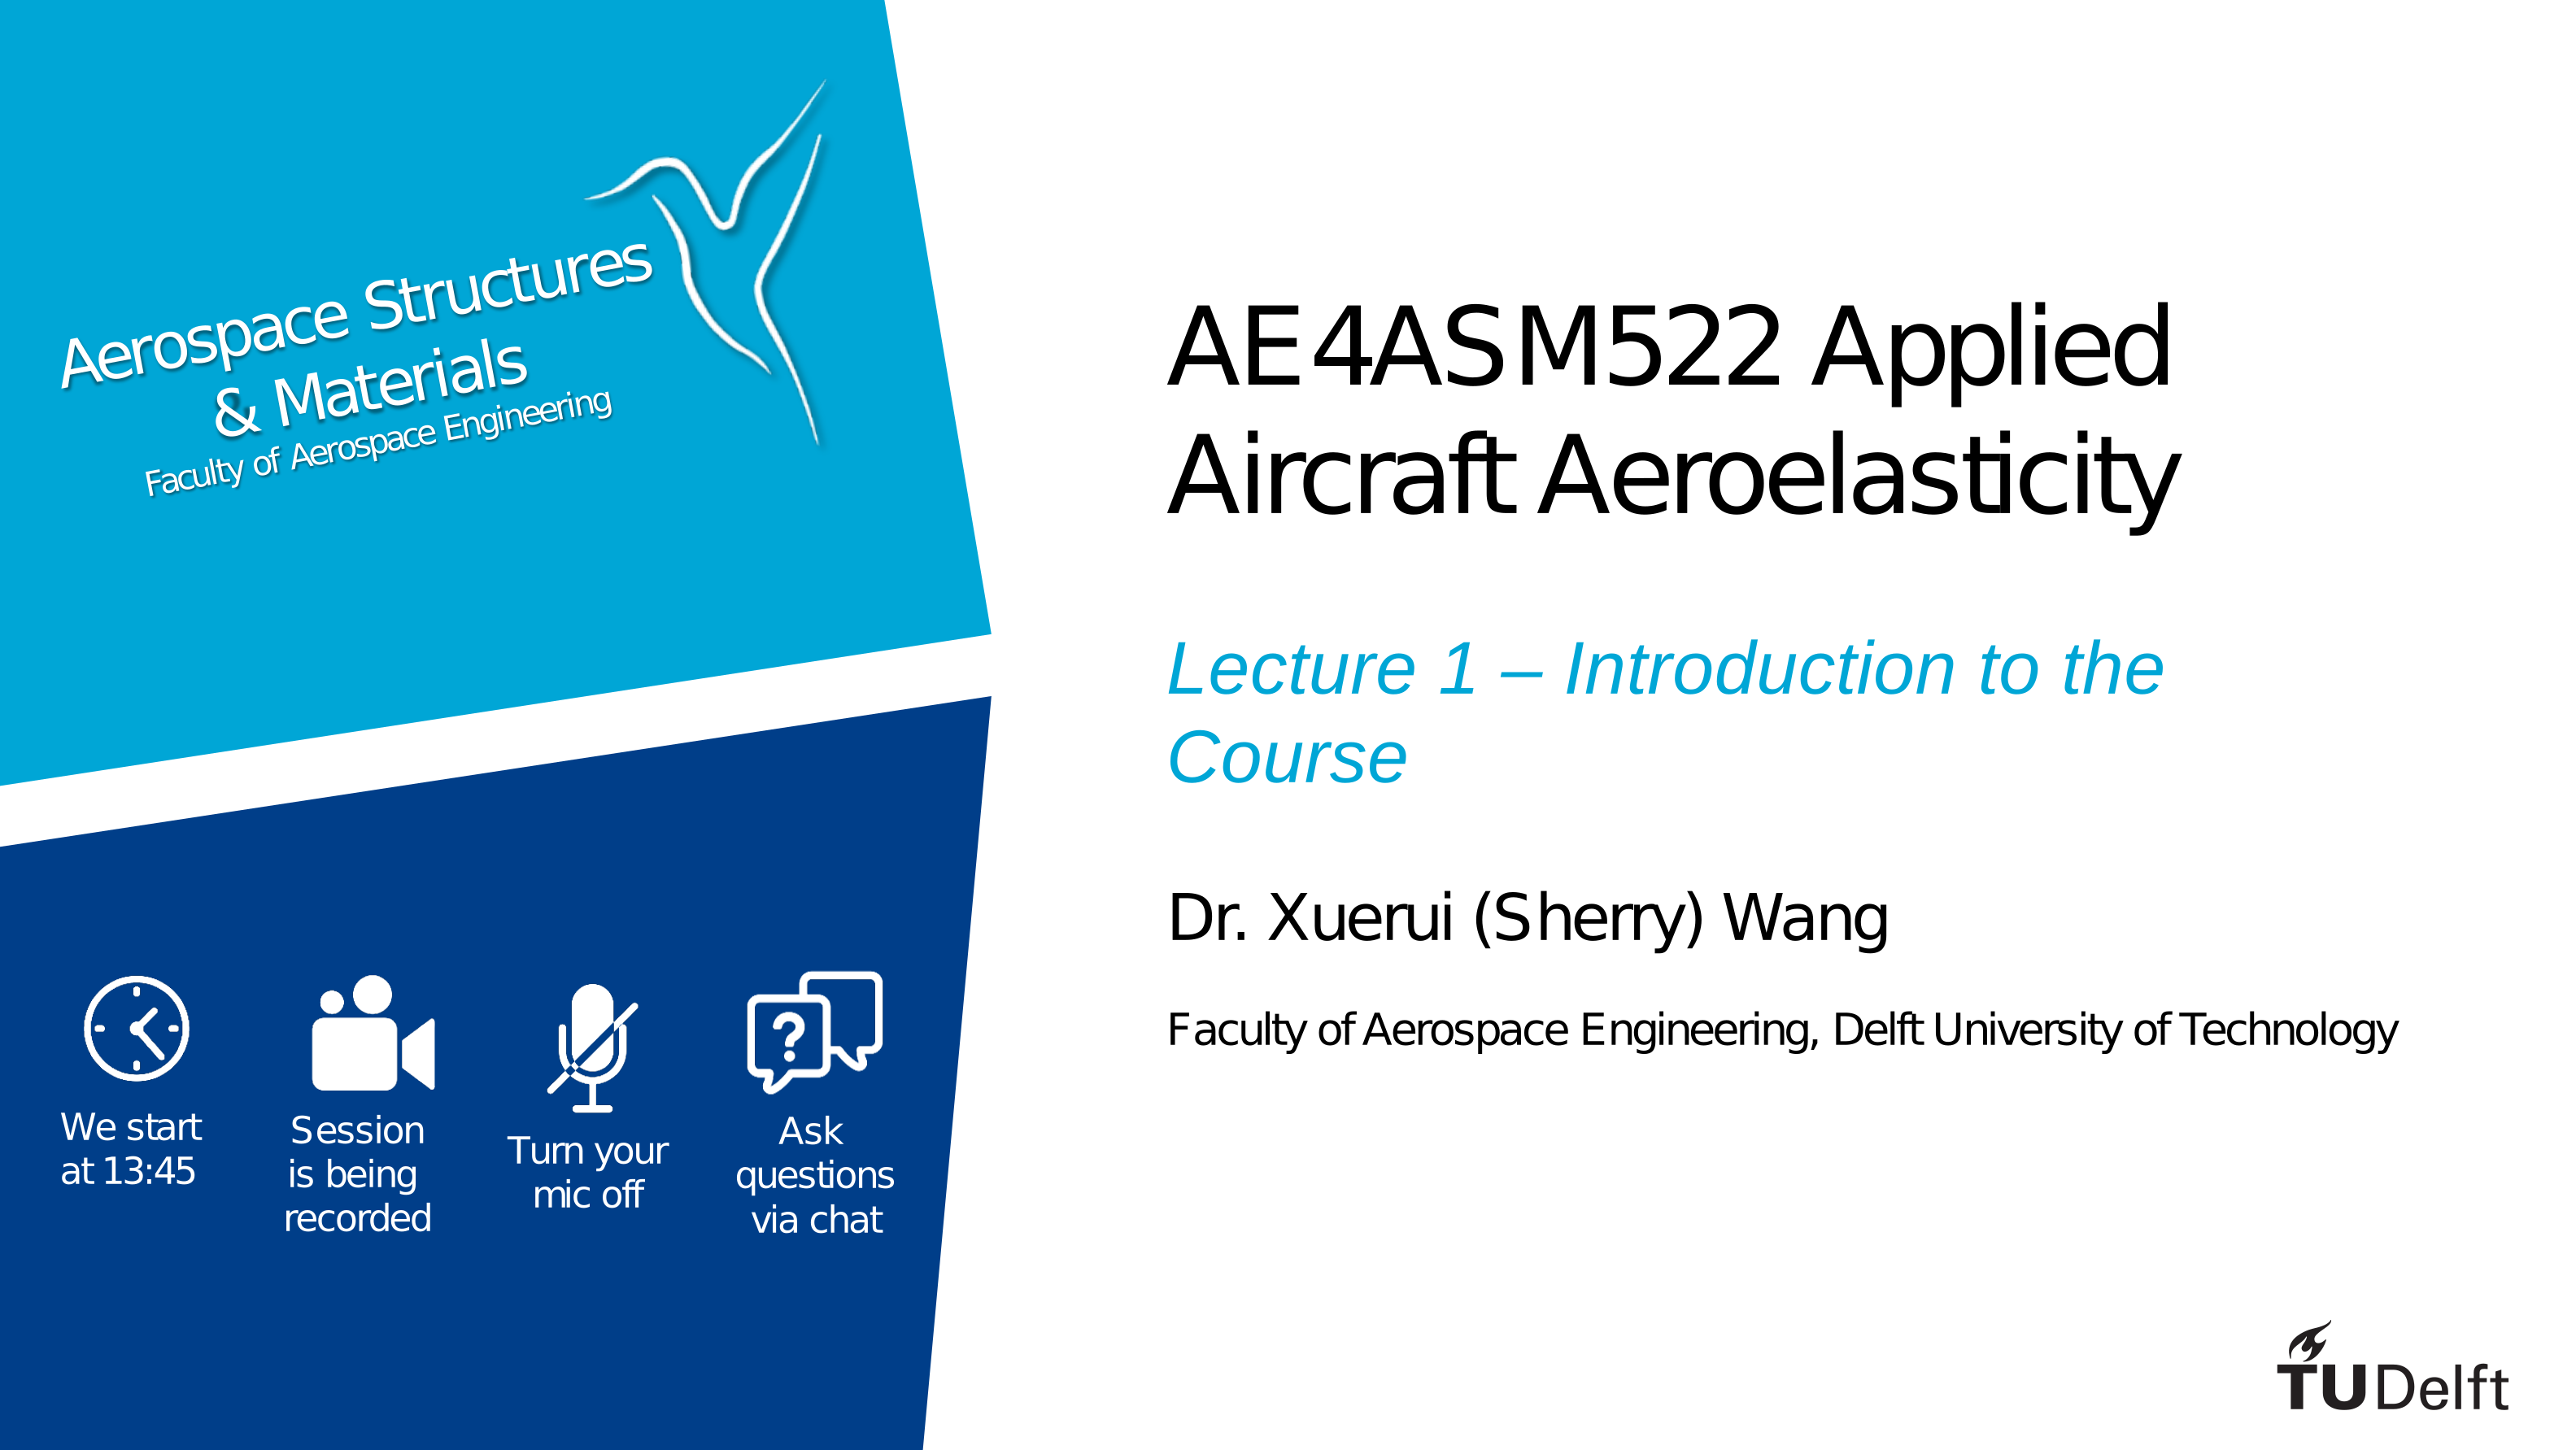 Aerospace Structures
& Materials
Faculty of Aerospace Engineering
We start
at 13:45
Session
is being
recorded
Turn your
mic off
?
Ask
questions
via chat
AE4ASM522 Applied
Aircraft Aeroelasticity
Lecture 1 – Introduction to the
Course
Dr. Xuerui (Sherry) Wang
Faculty of Aerospace Engineering, Delft University of Technology
TUDelft